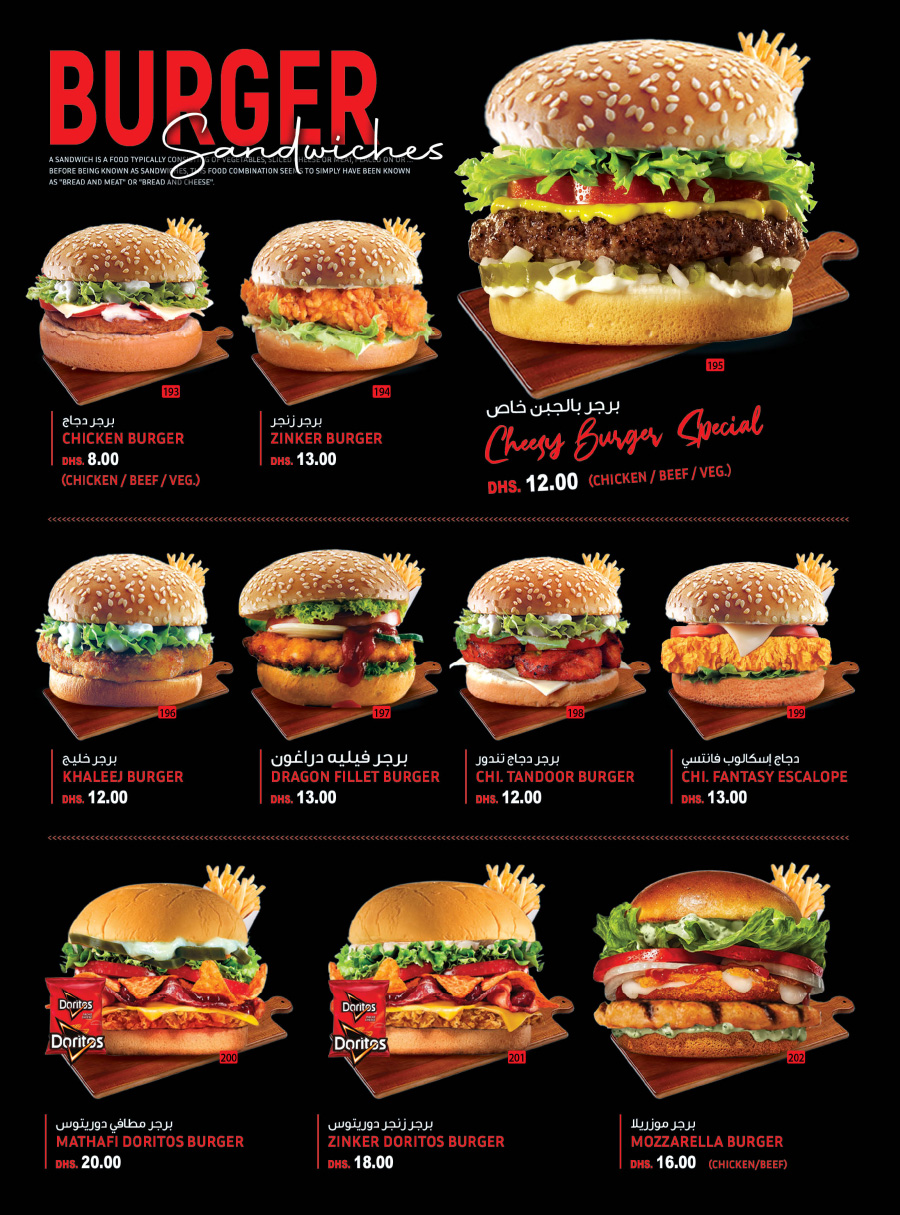 BURGER
Sandwiches
A SANDWICH IS A FOOD TYPICALLY CONSISTING OF VEGETABLES, SLICED CHEESE OR MEAT, PLACED ON OR
BEFORE BEING KNOWN AS SANDWICHES, THIS FOOD COMBINATION SEEMS TO SIMPLY HAVE BEEN KNOWN
AS "BREAD AND MEAT" OR "BREAD AND CHEESE".
193
برجر دجاج
CHICKEN BURGER
DHS. 8.00
(CHICKEN / BEEF / VEG.)
194
برجر زنجر
ZINKER BURGER
DHS. 13.00
195
برجر بالجبن خاص
Cheesy Burger Special
DHS. 12.00 (CHICKEN / BEEF / VEG.)
196
برجر خليج
KHALEEJ BURGER
DHS. 12.00
197
برجر فيليه دراغون
DRAGON FILLET BURGER
DHS. 13.00
198
برجر دجاج تندور
CHI. TANDOOR BURGER
DHS. 12.00
199
دجاج إسكالوب فانتسي
CHI. FANTASY ESCALOPE
DHS. 13.00
Doritos
Doritos
200
برجر مطافي دوريتوس
MATHAFI DORITOS BURGER
DHS. 20.00
Doritos
Doritos
201
برجر زنجر دوريتوس
ZINKER DORITOS BURGER
DHS. 18.00
202
برجر موزريلا
MOZZARELLA BURGER
DHS. 16.00 (CHICKEN/BEEF)